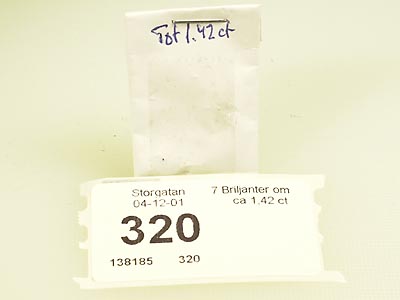 Tot 1.42 ct
Storgatan 7 Briljanter om
04-12-01 ca 1,42 ct
320
138185 320